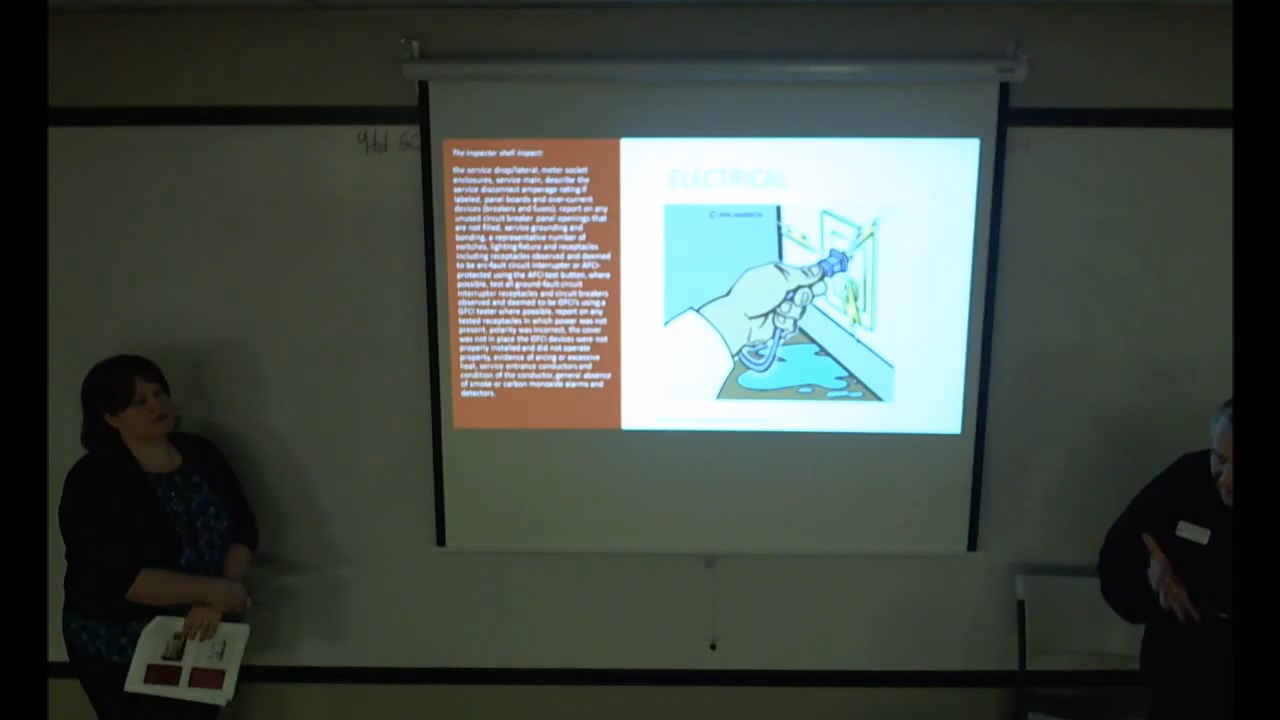 The inspector shall inspect:
the service drop/lateral, meter socket
enclosures, service main, describe the
service disconnect amperage rating if
labeled, panel boards and over-current
devices (breakers and fuses), report on any
unused circuit breaker panel openings that
are not filled, service grounding and
bonding, a representative number of
switches, lighting fixture and receptacles
including receptacles observed and deemed
to be arc-fault circuit interrupter or AFCI-
protected using the AFCI test button, where
possible, test all ground-fault circuit
interrupter receptacles and circuit breakers
observed and deemed to be GFCI's using a
GFCI tester where possible, report on any
tested receptacles in which power was not
present, polarity was incorrect, the cover
was not in place the GFCI devices were not
properly installed and did not operate
property, evidence of arcing or excessive
heat, service entrance conductors and
condition of the conductor, general absence
of smoke or carbon monoxide alarms and
detectors.
ELECTRICAL
©